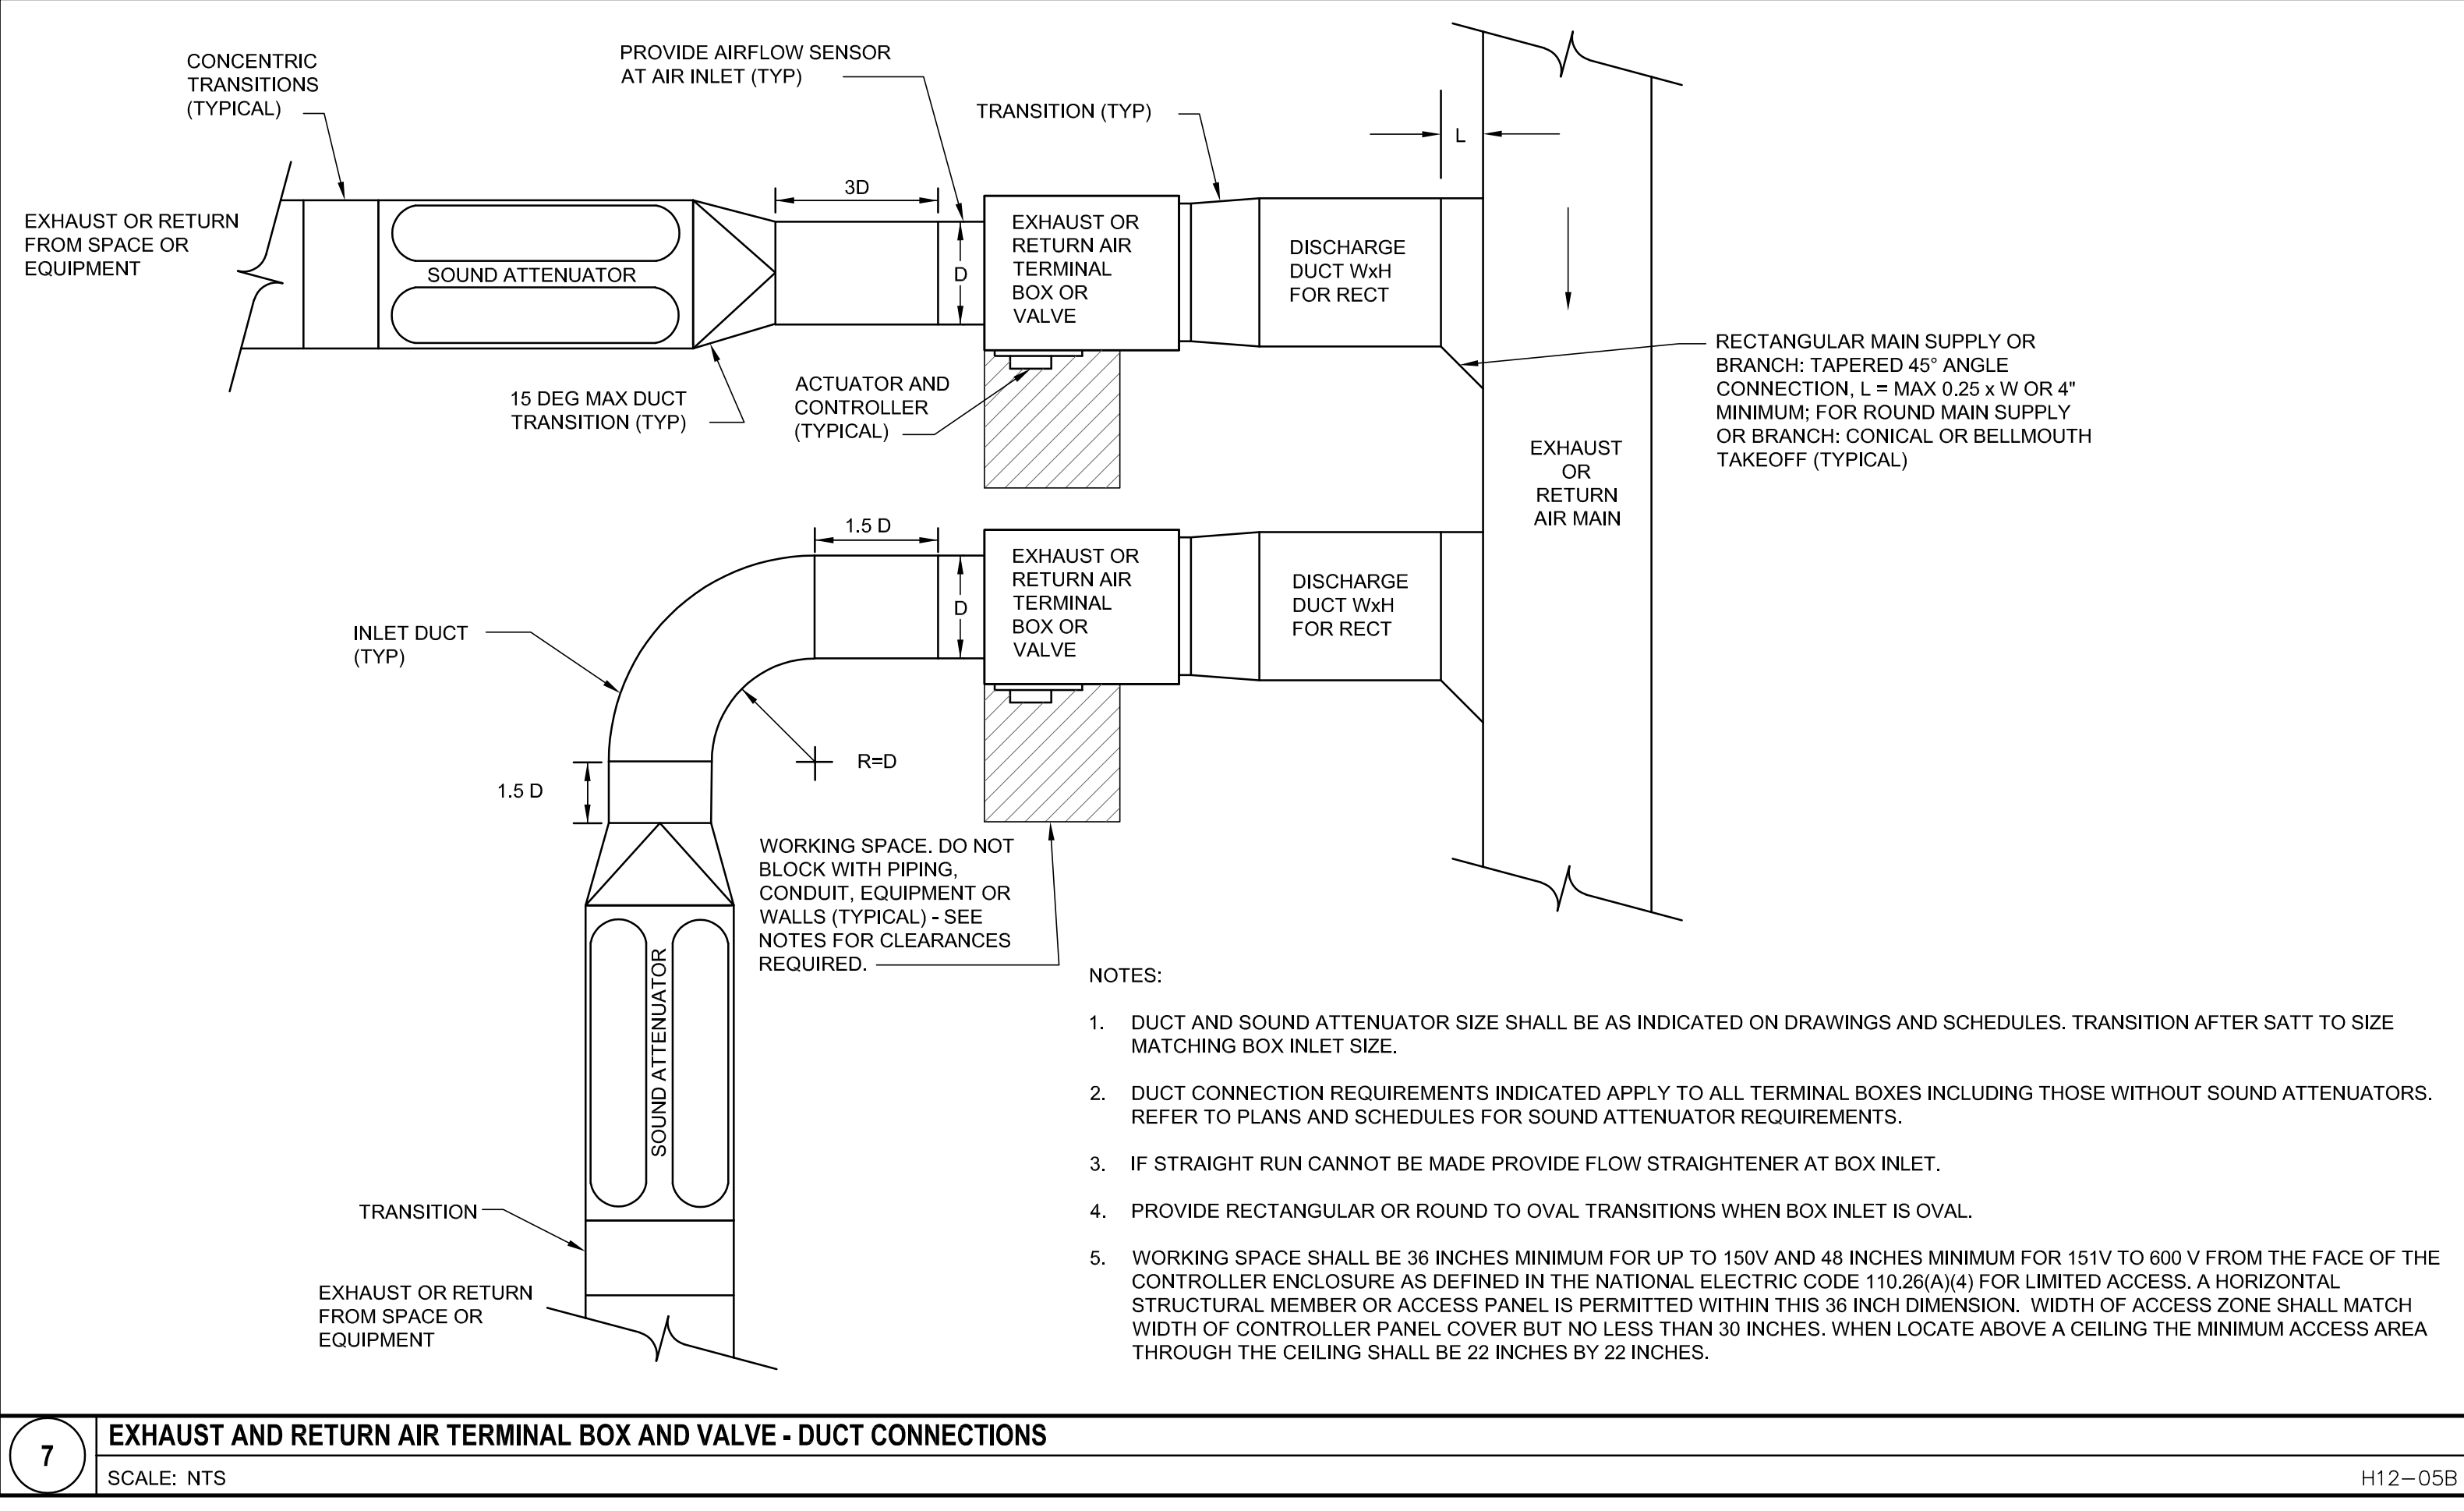 CONCENTRIC
TRANSITIONS
(TYPICAL)
PROVIDE AIRFLOW SENSOR
AT AIR INLET (TYP)
TRANSITION (TYP)
L
3D
EXHAUST OR RETURN
FROM SPACE OR
EQUIPMENT
SOUND ATTENUATOR
D
EXHAUST OR
RETURN AIR
TERMINAL
BOX OR
VALVE
DISCHARGE
DUCT WxH
FOR RECT
15 DEG MAX DUCT
TRANSITION (TYP)
ACTUATOR AND
CONTROLLER
(TYPICAL)
RECTANGULAR MAIN SUPPLY OR
BRANCH: TAPERED 45° ANGLE
CONNECTION, L = MAX 0.25 x W OR 4"
MINIMUM; FOR ROUND MAIN SUPPLY
OR BRANCH: CONICAL OR BELLMOUTH
TAKEOFF (TYPICAL)
EXHAUST
OR
RETURN
AIR MAIN
1.5 D
D
EXHAUST OR
RETURN AIR
TERMINAL
BOX OR
VALVE
DISCHARGE
DUCT WxH
FOR RECT
INLET DUCT
(TYP)
R=D
1.5 D
WORKING SPACE. DO NOT
BLOCK WITH PIPING,
CONDUIT, EQUIPMENT OR
WALLS (TYPICAL) - SEE
NOTES FOR CLEARANCES
REQUIRED.
SOUND ATTENUATOR
TRANSITION
EXHAUST OR RETURN
FROM SPACE OR
EQUIPMENT
NOTES:
1. DUCT AND SOUND ATTENUATOR SIZE SHALL BE AS INDICATED ON DRAWINGS AND SCHEDULES. TRANSITION AFTER SATT TO SIZE
MATCHING BOX INLET SIZE.
2. DUCT CONNECTION REQUIREMENTS INDICATED APPLY TO ALL TERMINAL BOXES INCLUDING THOSE WITHOUT SOUND ATTENUATORS.
REFER TO PLANS AND SCHEDULES FOR SOUND ATTENUATOR REQUIREMENTS.
3. IF STRAIGHT RUN CANNOT BE MADE PROVIDE FLOW STRAIGHTENER AT BOX INLET.
4. PROVIDE RECTANGULAR OR ROUND TO OVAL TRANSITIONS WHEN BOX INLET IS OVAL.
5. WORKING SPACE SHALL BE 36 INCHES MINIMUM FOR UP TO 150V AND 48 INCHES MINIMUM FOR 151V TO 600 V FROM THE FACE OF THE
CONTROLLER ENCLOSURE AS DEFINED IN THE NATIONAL ELECTRIC CODE 110.26(A)(4) FOR LIMITED ACCESS. A HORIZONTAL
STRUCTURAL MEMBER OR ACCESS PANEL IS PERMITTED WITHIN THIS 36 INCH DIMENSION. WIDTH OF ACCESS ZONE SHALL MATCH
WIDTH OF CONTROLLER PANEL COVER BUT NO LESS THAN 30 INCHES. WHEN LOCATE ABOVE A CEILING THE MINIMUM ACCESS AREA
THROUGH THE CEILING SHALL BE 22 INCHES BY 22 INCHES.
7
EXHAUST AND RETURN AIR TERMINAL BOX AND VALVE - DUCT CONNECTIONS
SCALE: NTS
H12-05B